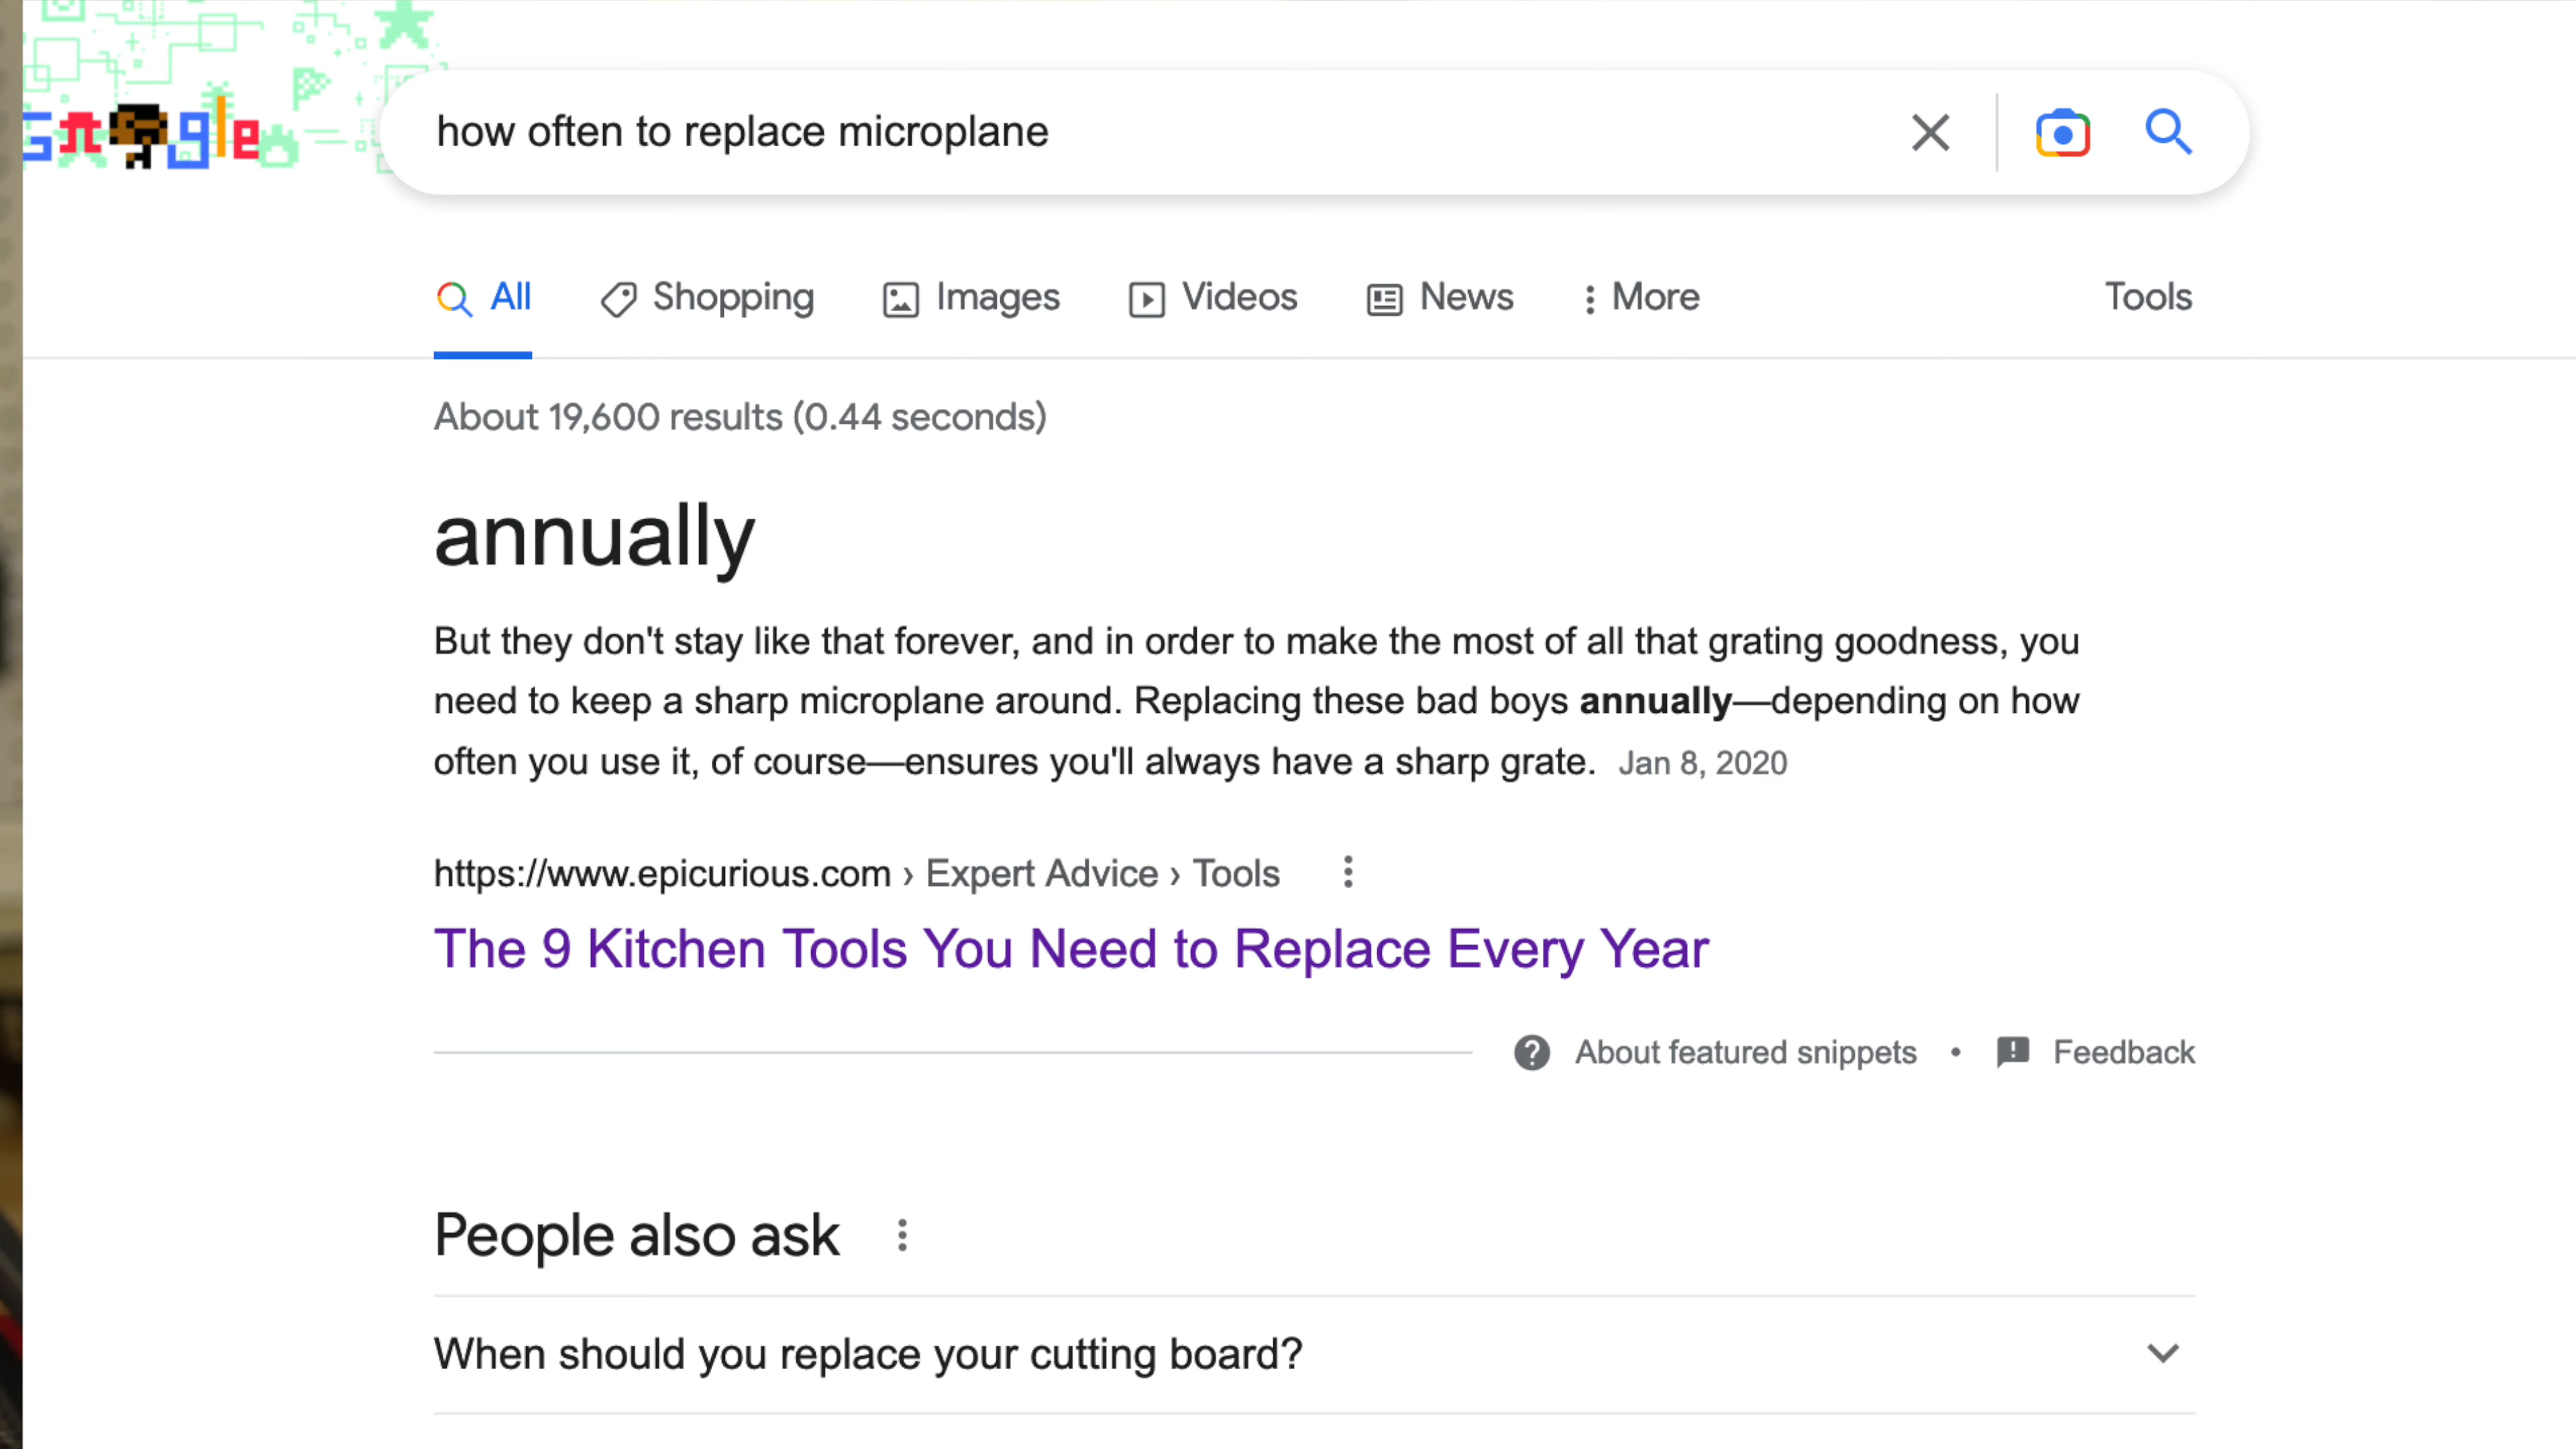 Google
how often to replace microplane
All Shopping Images Videos News More Tools
About 19,600 results (0.44 seconds)
annually
But they don't stay like that forever, and in order to make the most of all that grating goodness, you
need to keep a sharp microplane around. Replacing these bad boys annually—depending on how
often you use it, of course—ensures you'll always have a sharp grate. Jan 8, 2020
https://www.epicurious.com › Expert Advice › Tools
The 9 Kitchen Tools You Need to Replace Every Year
About featured snippets • Feedback
People also ask
When should you replace your cutting board?